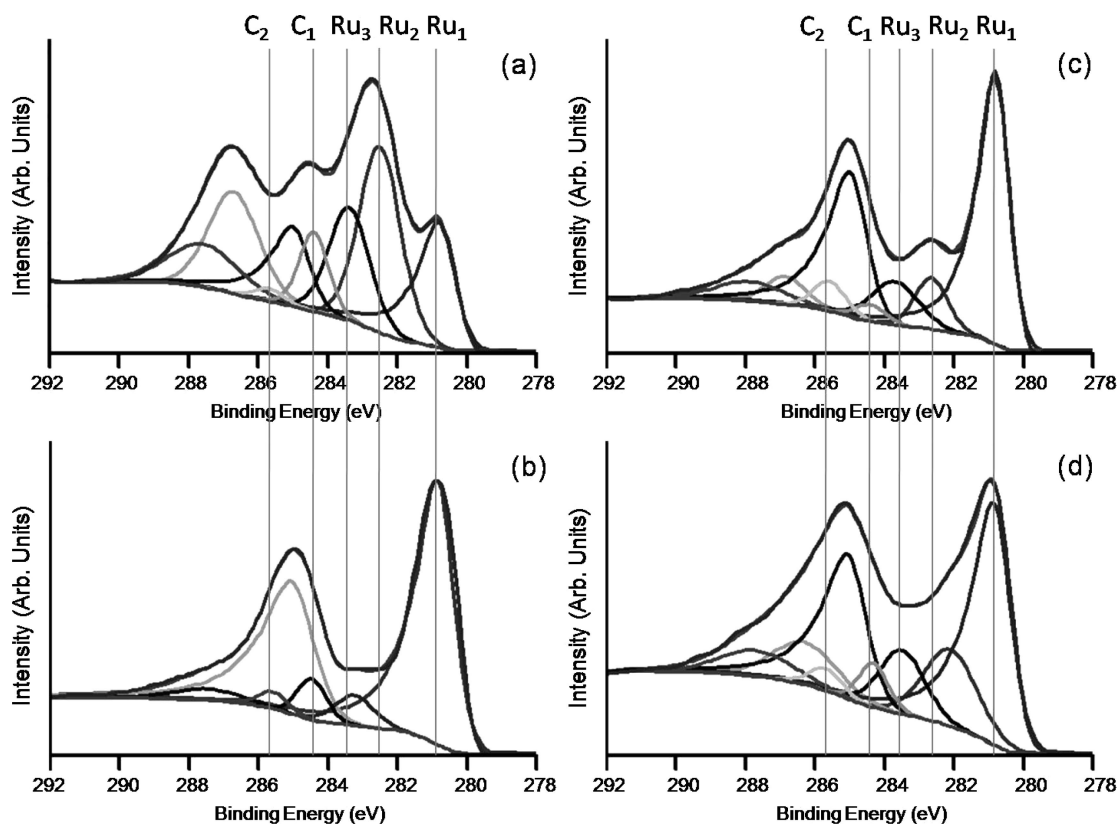 C₂ C₁ Ru₃ Ru₂ Ru₁
(a)
Intensity (Arb. Units)
292 290 288 286 284 282 280 278
Binding Energy (eV)
C₂ C₁ Ru₃ Ru₂ Ru₁
(c)
Intensity (Arb. Units)
292 290 288 286 284 282 280 278
Binding Energy (eV)
(b)
Intensity (Arb. Units)
292 290 288 286 284 282 280 278
Binding Energy (eV)
(d)
Intensity (Arb. Units)
292 290 288 286 284 282 280 278
Binding Energy (eV)